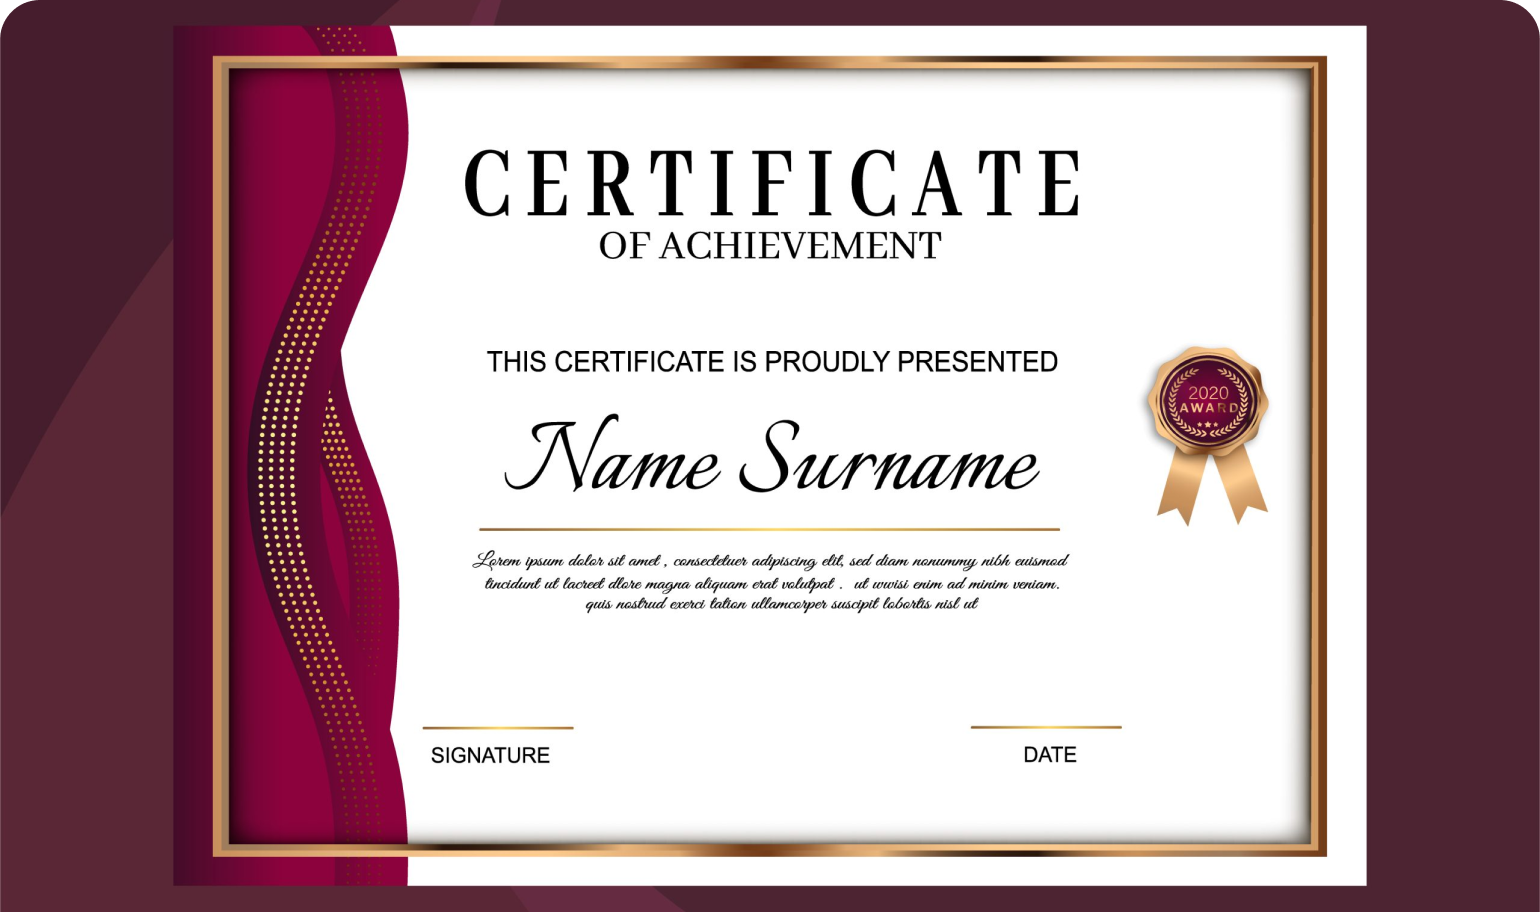 CERTIFICATE
OF ACHIEVEMENT
THIS CERTIFICATE IS PROUDLY PRESENTED
2020
AWARD
Name Surname
Lorem ipsum dolor sit amet , consectetuer adipiscing elit, sed diam nonummy nibh euismod
tincidunt ut lacreet dlore magna aliquam erat volutpat . ut wwisi enim ad minim veniam.
quis nostrud exerci tation ullamcorper suscipit lobortis nisl ut
SIGNATURE
DATE